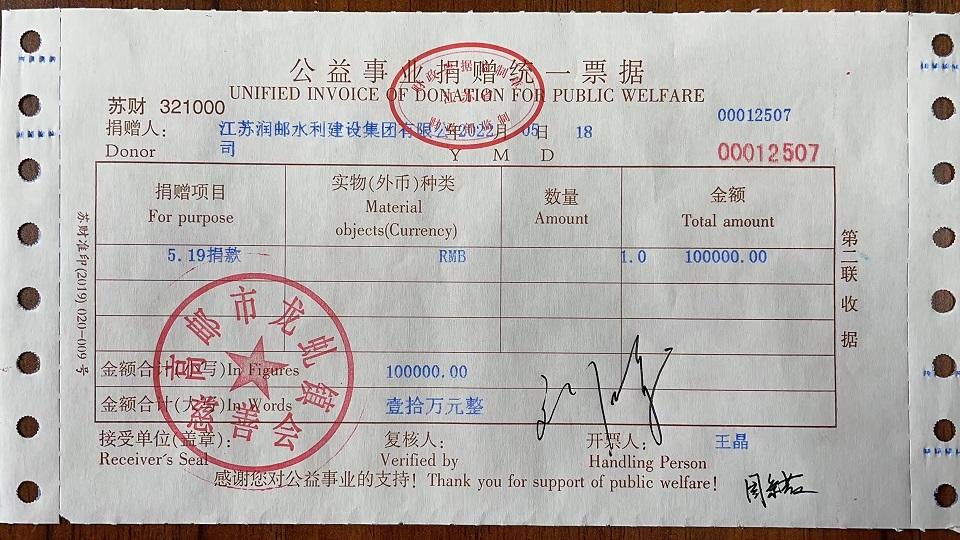 公益事业捐赠统一票据
UNIFIED INVOICE OF DONATION FOR PUBLIC WELFARE
苏财 321000
00012507
捐赠人: 江苏润邮水利建设集团有限公司
2022 年 05 月 18 日
Donor
Y M D
00012507
捐赠项目 实物(外币)种类 数量 金额
For purpose Material objects(Currency) Amount Total amount
5.19捐款 RMB 1.0 100000.00
金额合计(小写)In Figures 100000.00
金额合计(大写)In Words 壹拾万元整
接受单位(盖章): 复核人: 开票人: 王晶
Receiver's Seal Verified by Handling Person
感谢您对公益事业的支持! Thank you for support of public welfare!
苏财准印(2019)020-009号
第二联 收据
高邮市龙虬镇慈善会